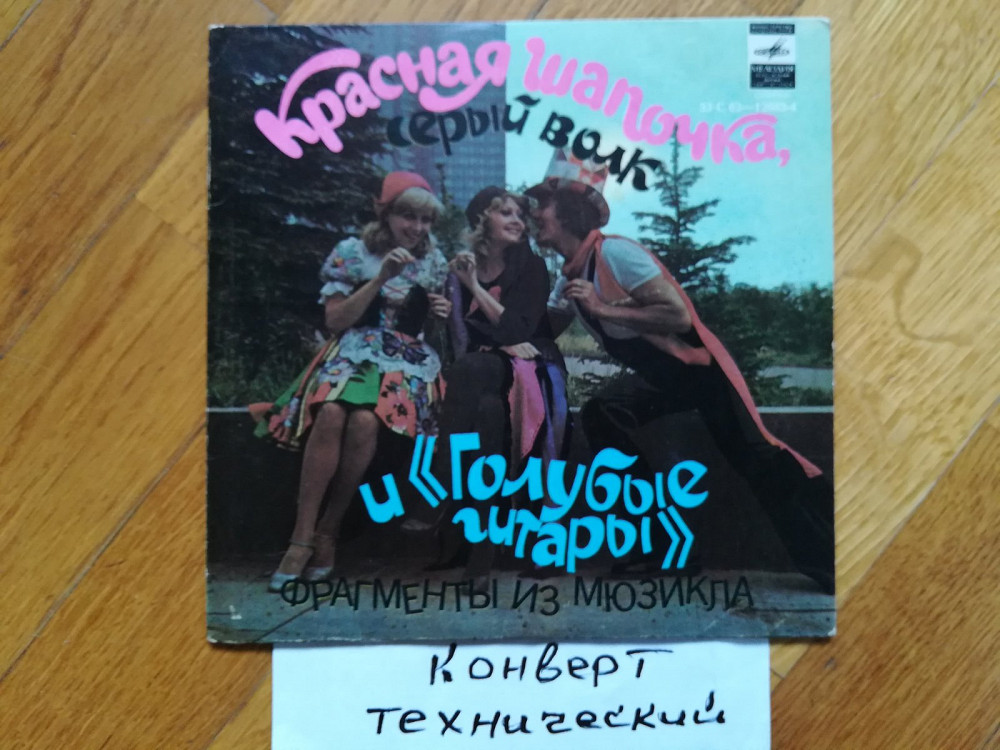 Красная шапочка,
серый волк
и «Голубые
гитары»
ФРАГМЕНТЫ ИЗ МЮЗИКЛА
Конверт
технический